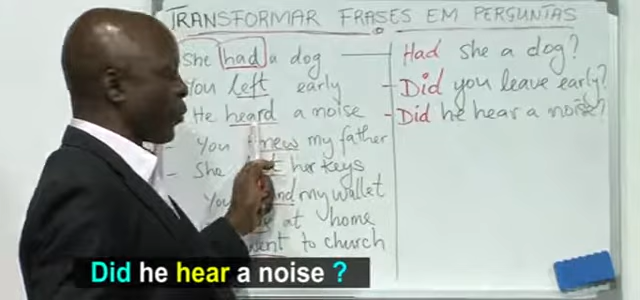 TRANSFORMAR FRASES EM PERGUNTAS
She had a dog
Had she a dog?
You left early
- Did you leave early?
He heard a noise
- Did he hear a noise?
- You knew my father
- She her keys
You my wallet
at home
went to church
Did he hear a noise ?